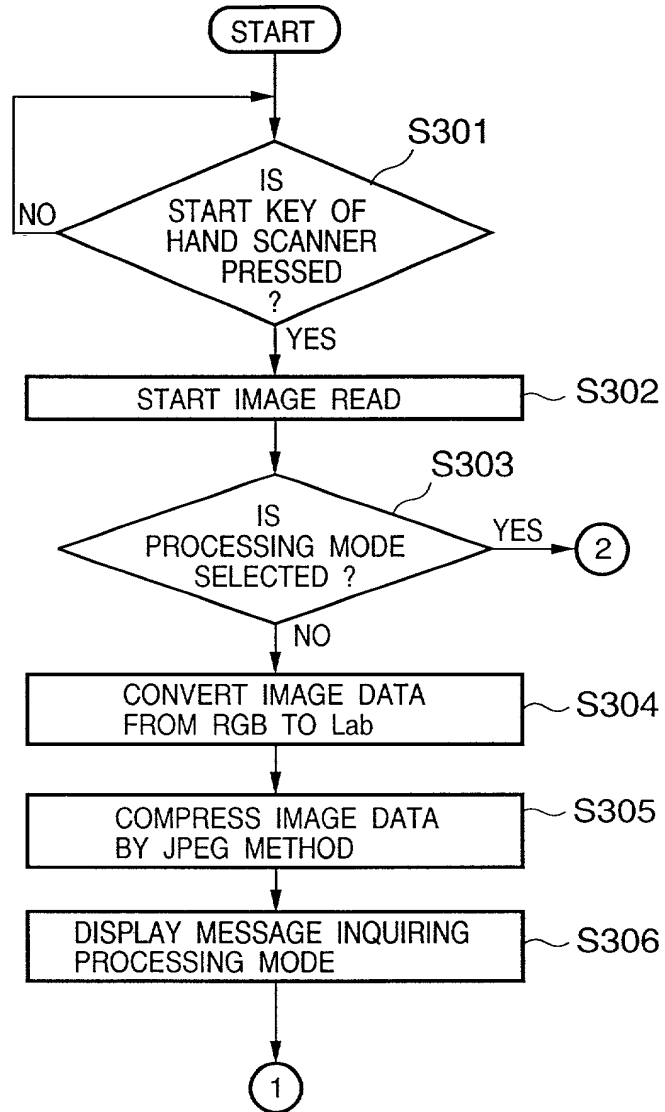 START
S301
IS
START KEY OF
HAND SCANNER
PRESSED
?
NO
YES
START IMAGE READ
S302
S303
IS
PROCESSING MODE
SELECTED ?
YES
2
NO
CONVERT IMAGE DATA
FROM RGB TO Lab
S304
COMPRESS IMAGE DATA
BY JPEG METHOD
S305
DISPLAY MESSAGE INQUIRING
PROCESSING MODE
S306
1